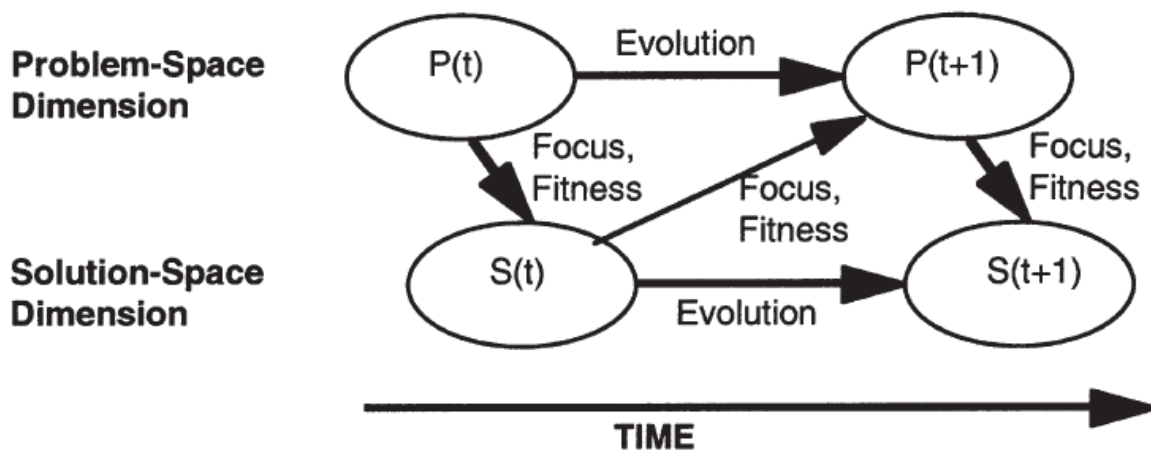 Problem-Space
Dimension
P(t)
Evolution
P(t+1)
Focus,
Fitness
Focus,
Fitness
Focus,
Fitness
Solution-Space
Dimension
S(t)
Evolution
S(t+1)
TIME